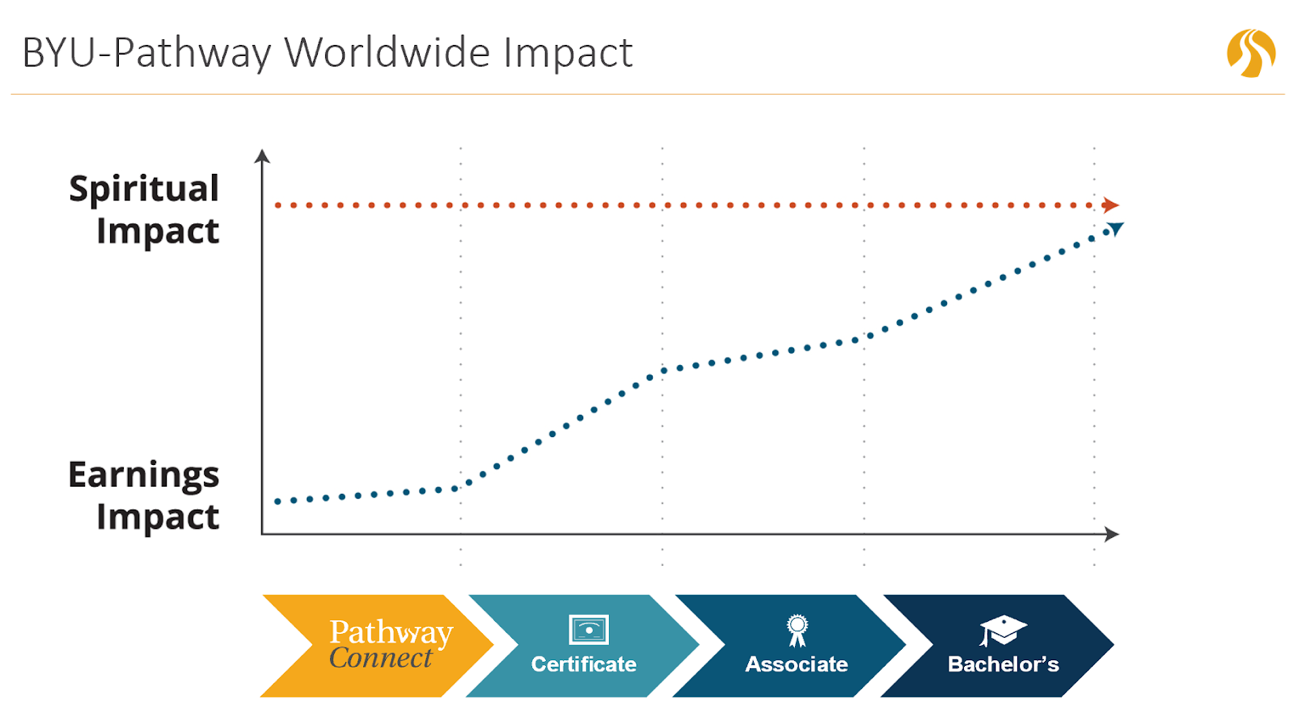 BYU-Pathway Worldwide Impact
Spiritual
Impact
Earnings
Impact
Pathway
Connect
Certificate
Associate
Bachelor's